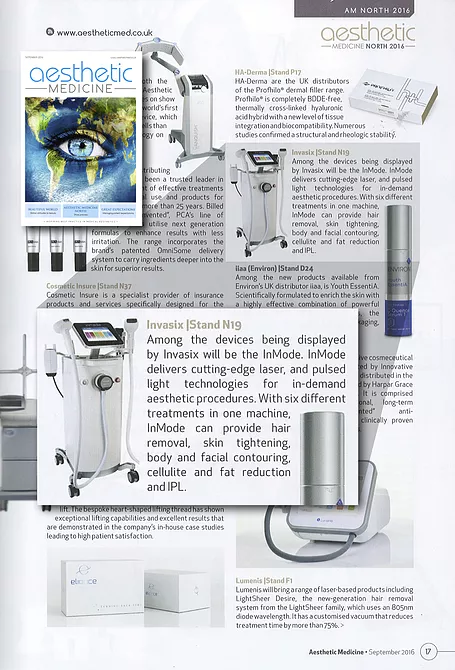 AM NORTH 2016
www.aestheticmed.co.uk
aesthetic
MEDICINE NORTH 2016
aesthetic
MEDICINE
HA-Derma |Stand P17
HA-Derma are the UK distributors
of the Profhilo® dermal filler range.
Profhilo® is completely BDDE-free,
thermally cross-linked hyaluronic
acid hybrid with a new level of tissue
integration and biocompatibility. Numerous
studies confirmed a structural and rheologic stability.
Invasix |Stand N19
Among the devices being displayed
by Invasix will be the InMode. InMode
delivers cutting-edge laser, and pulsed
light technologies for in-demand
aesthetic procedures. With six different
treatments in one machine,
InMode can provide hair
removal, skin tightening,
body and facial contouring,
cellulite and fat reduction
and IPL.
iiaa (Environ) |Stand D24
Among the new products available from
Environ's UK distributor iiaa, is Youth EssentiA.
Scientifically formulated to enrich the skin with
a highly effective combination of powerful
the
aging,
uth the
Aesthetic
es on show
world's first
vice, which
ells than
ogy on
tributing
been a trusted leader in
nt of effective treatments
use and products for
more than 25 years. Billed
vented", PCA's line of
utilise next generation
formulas to enhance results with less
irritation. The range incorporates the
brand's patented OmniSome delivery
system to carry ingredients deeper into the
skin for superior results.
Cosmetic Insure |Stand N37
Cosmetic Insure is a specialist provider of insurance
products and services specifically designed for the
Invasix |Stand N19
Among the devices being displayed
by Invasix will be the InMode. InMode
delivers cutting-edge laser, and pulsed
light technologies for in-demand
aesthetic procedures. With six different
treatments in one machine,
InMode can provide hair
removal, skin tightening,
body and facial contouring,
cellulite and fat reduction
and IPL.
ve cosmeceutical
ed by Innovative
distributed in the
d by Harpar Grace
It is comprised
onal, long-term
ented" anti-
clinically proven
lift. The bespoke heart-shaped lifting thread has shown
exceptional lifting capabilities and excellent results that
are demonstrated in the company's in-house case studies
leading to high patient satisfaction.
Lumenis |Stand F1
Lumenis will bring a range of laser-based products including
LightSheer Desire, the new-generation hair removal
system from the LightSheer family, which uses an 805nm
diode wavelength. It has a customised vacuum that reduces
treatment time by more than 75%. >
Aesthetic Medicine • September 2016 17